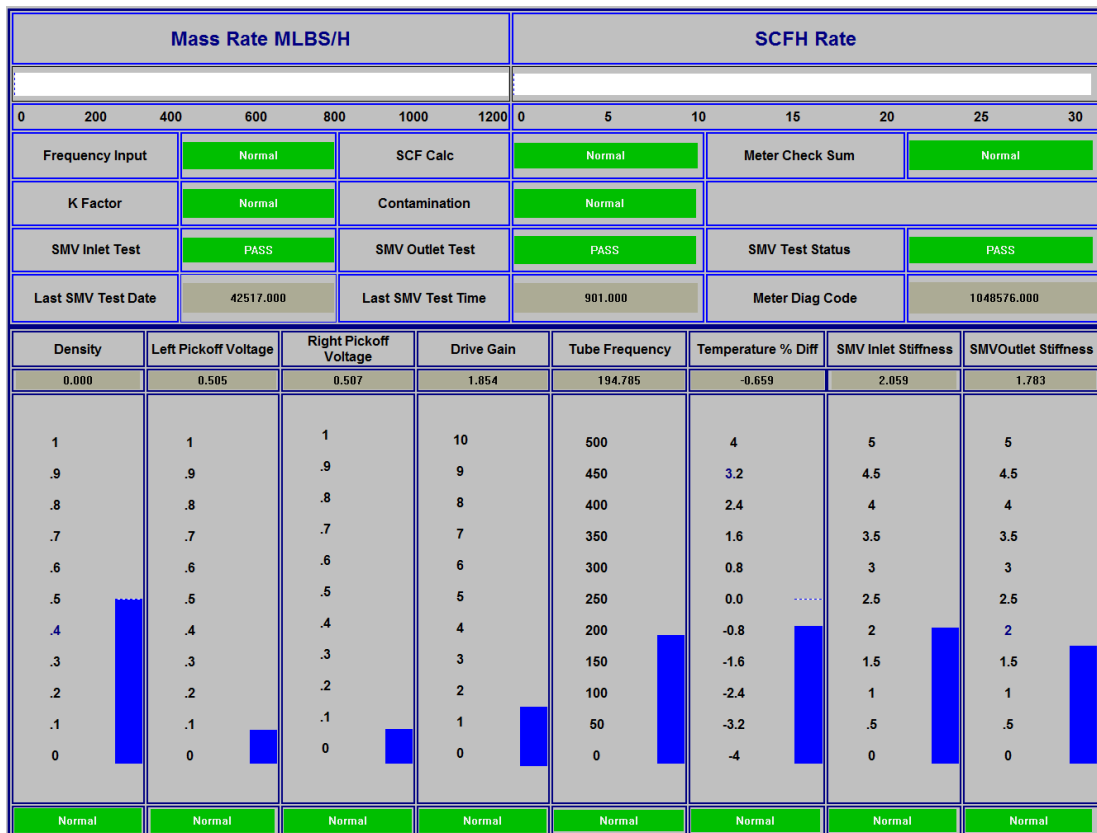 Mass Rate MLBS/H SCFH Rate
0 200 400 600 800 1000 1200 0 5 10 15 20 25 30
Frequency Input Normal SCF Calc Normal Meter Check Sum Normal
K Factor Normal Contamination Normal
SMV Inlet Test PASS SMV Outlet Test PASS SMV Test Status PASS
Last SMV Test Date 42517.000 Last SMV Test Time 901.000 Meter Diag Code 1048576.000
Density Left Pickoff Voltage Right Pickoff Voltage Drive Gain Tube Frequency Temperature % Diff SMV Inlet Stiffness SMVOutlet Stiffness
0.000 0.505 0.507 1.854 194.785 -0.659 2.059 1.783
1 1 1 10 500 4 5 5
.9 .9 .9 9 450 3.2 4.5 4.5
.8 .8 .8 8 400 2.4 4 4
.7 .7 .7 7 350 1.6 3.5 3.5
.6 .6 .6 6 300 0.8 3 3
.5 .5 .5 5 250 0.0 2.5 2.5
.4 .4 .4 4 200 -0.8 2 2
.3 .3 .3 3 150 -1.6 1.5 1.5
.2 .2 .2 2 100 -2.4 1 1
.1 .1 .1 1 50 -3.2 .5 .5
0 0 0 0 0 -4 0 0
Normal Normal Normal Normal Normal Normal Normal Normal